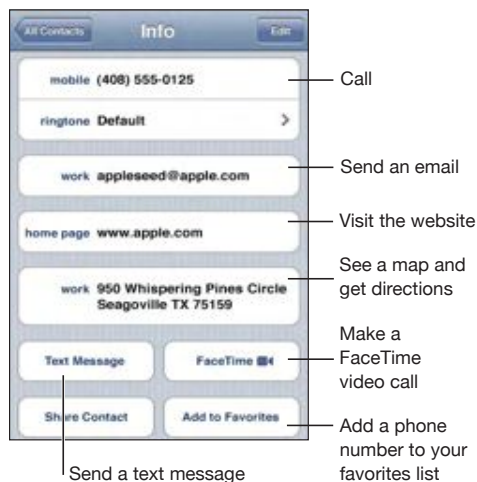 All Contacts Info Edit
mobile (408) 555-0125
Call
ringtone Default
work appleseed@apple.com
Send an email
home page www.apple.com
Visit the website
work 950 Whispering Pines Circle
Seagoville TX 75159
See a map and
get directions
Text Message
FaceTime
Make a
FaceTime
video call
Share Contact
Add to Favorites
Add a phone
number to your
favorites list
Send a text message